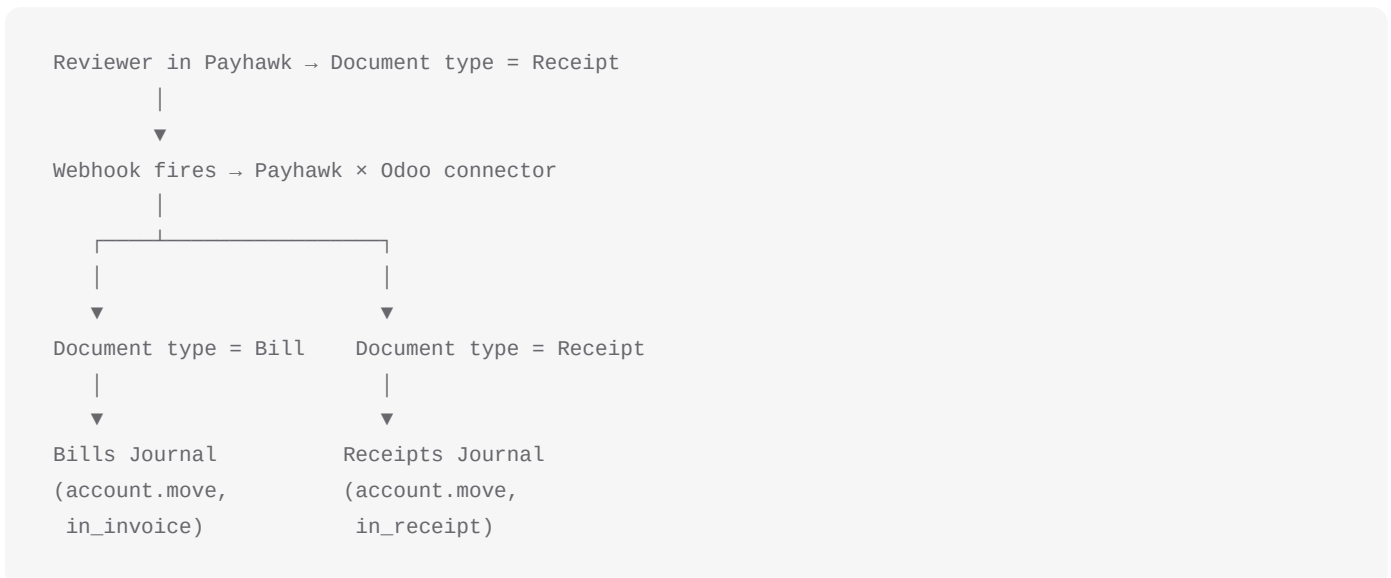 Reviewer in Payhawk → Document type = Receipt
Webhook fires → Payhawk × Odoo connector
Document type = Bill    Document type = Receipt
Bills Journal          Receipts Journal
(account.move,         (account.move,
in_invoice)            in_receipt)